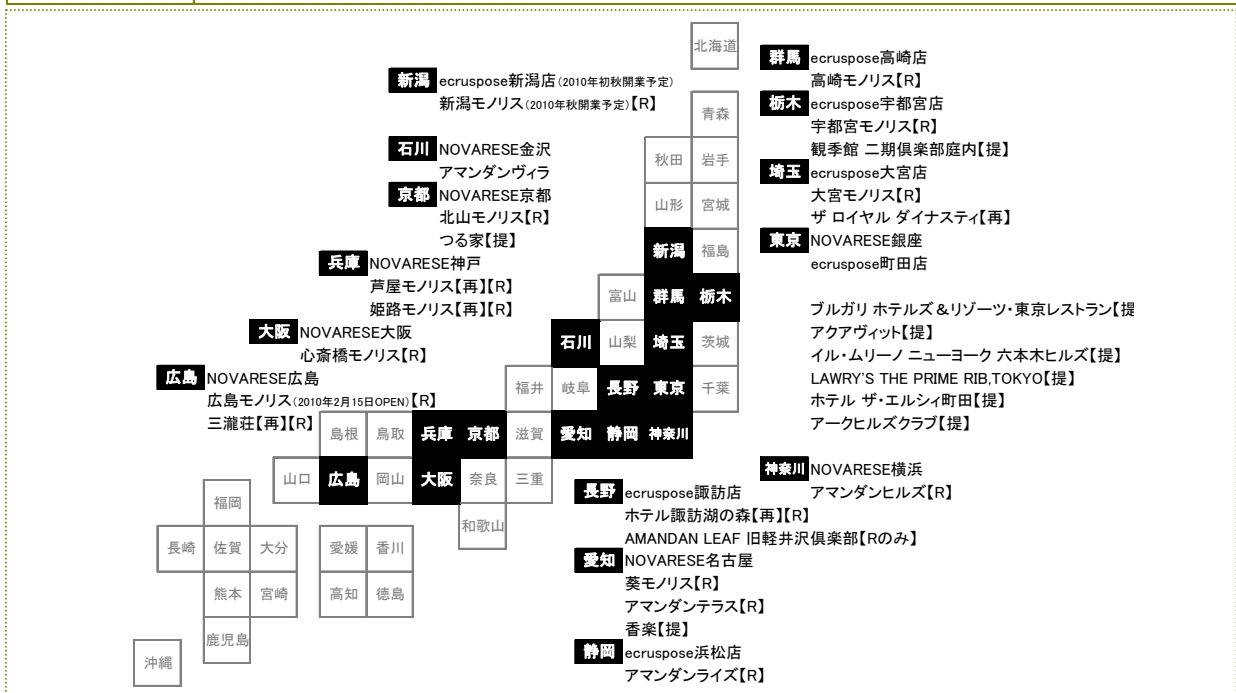 北海道
群馬 ecruspose高崎店
高崎モノリス【R】
新潟 ecruspose新潟店(2010年初秋開業予定)
新潟モノリス(2010年秋開業予定)【R】
栃木 ecruspose宇都宮店
宇都宮モノリス【R】
観季館 二期倶楽部庭内【提】
青森
石川 NOVARESE金沢
アマンダンヴィラ
秋田 岩手
埼玉 ecruspose大宮店
大宮モノリス【R】
ザ ロイヤル ダイナスティ【再】
京都 NOVARESE京都
北山モノリス【R】
つる家【提】
山形 宮城
東京 NOVARESE銀座
ecruspose町田店
新潟 福島
兵庫 NOVARESE神戸
芦屋モノリス【再】【R】
姫路モノリス【再】【R】
富山 群馬 栃木
ブルガリ ホテルズ&リゾーツ・東京レストラン【提
アクアヴィット【提】
イル・ムリーノ ニューヨーク 六本木ヒルズ【提】
LAWRY'S THE PRIME RIB,TOKYO【提】
ホテル ザ・エルシィ町田【提】
アークヒルズクラブ【提】
大阪 NOVARESE大阪
心斎橋モノリス【R】
石川 山梨 埼玉 茨城
広島 NOVARESE広島
広島モノリス(2010年2月15日OPEN)【R】
三瀧荘【再】【R】
福井 岐阜 長野 東京 千葉
島根 鳥取 兵庫 京都 滋賀 愛知 静岡 神奈川
山口 広島 岡山 大阪 奈良 三重
神奈川 NOVARESE横浜
アマンダンヒルズ【R】
長野 ecruspose諏訪店
ホテル諏訪湖の森【再】【R】
AMANDAN LEAF 旧軽井沢倶楽部【Rのみ】
福岡
和歌山
長崎 佐賀 大分 愛媛 香川
愛知 NOVARESE名古屋
葵モノリス【R】
アマンダンテラス【R】
香楽【提】
熊本 宮崎 高知 徳島
鹿児島
静岡 ecruspose浜松店
アマンダンライズ【R】
沖縄